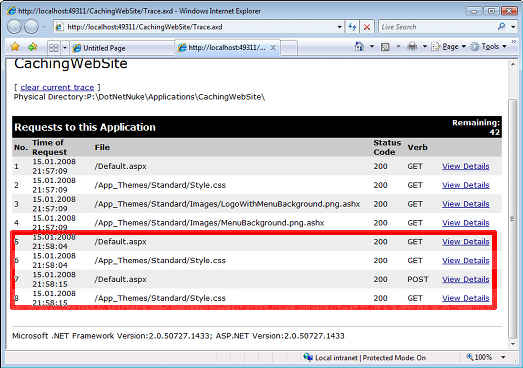 http://localhost:49311/CachingWebSite/Trace.axd - Windows Internet Explorer
http://localhost:49311/CachingWebSite/Trace.axd
Live Search
Untitled Page
http://localhost:49311/...
Page
Tools
CachingWebSite
[ clear current trace ]
Physical Directory:P:\DotNetNuke\Applications\CachingWebSite\
Requests to this Application Remaining: 42
No. Time of Request File Status Code Verb
1 15.01.2008 21:57:09 /Default.aspx 200 GET View Details
2 15.01.2008 21:57:09 /App_Themes/Standard/Style.css 200 GET View Details
3 15.01.2008 21:57:09 /App_Themes/Standard/Images/LogoWithMenuBackground.png.ashx 200 GET View Details
4 15.01.2008 21:57:09 /App_Themes/Standard/Images/MenuBackground.png.ashx 200 GET View Details
5 15.01.2008 21:58:04 /Default.aspx 200 GET View Details
6 15.01.2008 21:58:04 /App_Themes/Standard/Style.css 200 GET View Details
7 15.01.2008 21:58:15 /Default.aspx 200 POST View Details
8 15.01.2008 21:58:15 /App_Themes/Standard/Style.css 200 GET View Details
Microsoft .NET Framework Version:2.0.50727.1433; ASP.NET Version:2.0.50727.1433
Local intranet | Protected Mode: On
100%